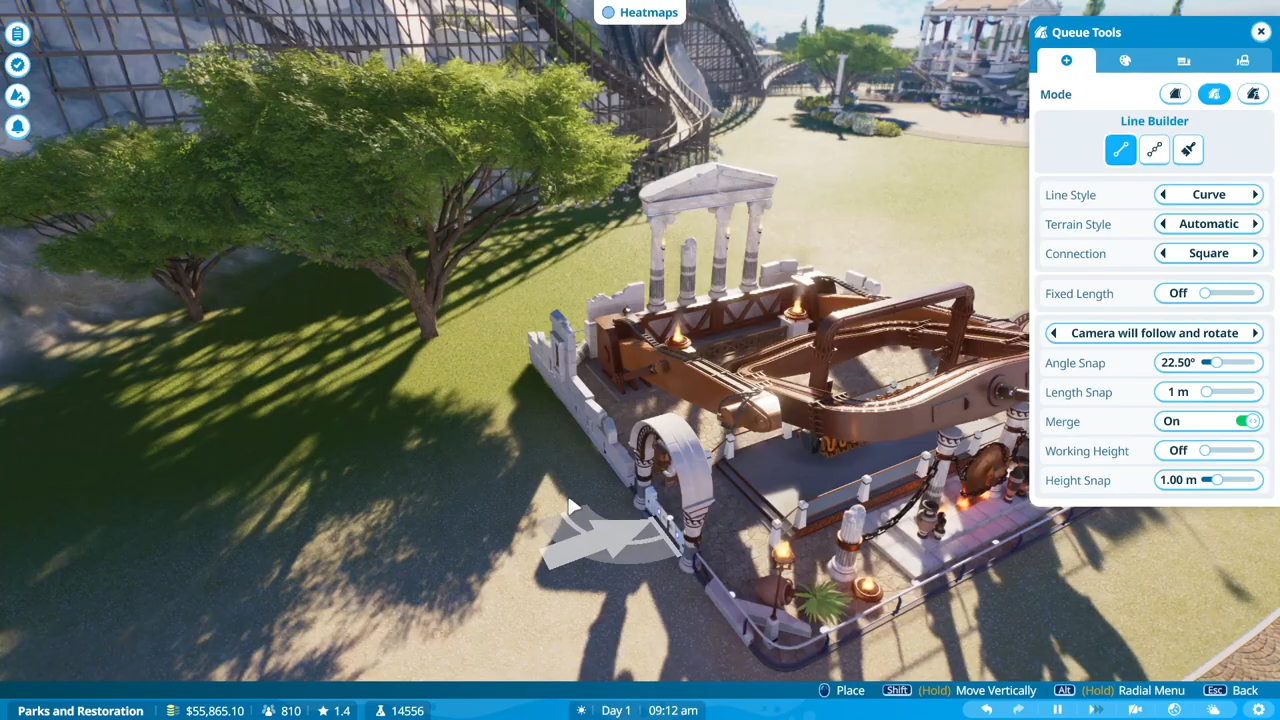 Heatmaps
Queue Tools
Mode
Line Builder
Line Style
Curve
Terrain Style
Automatic
Connection
Square
Fixed Length
Off
Camera will follow and rotate
Angle Snap
22.50°
Length Snap
1 m
Merge
On
Working Height
Off
Height Snap
1.00 m
Place Shift (Hold) Move Vertically Alt (Hold) Radial Menu Esc Back
Parks and Restoration $55,865.10 810 1.4 14556 Day 1 09:12 am